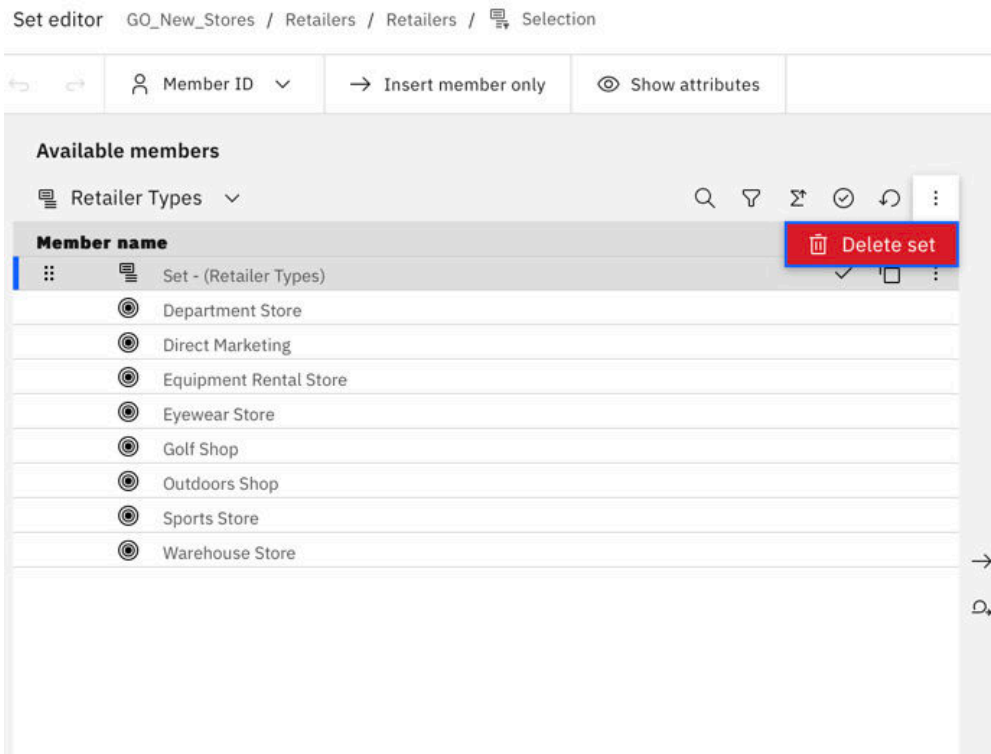 Set editor GO_New_Stores / Retailers / Retailers / Selection
Member ID Insert member only Show attributes
Available members
Retailer Types
Member name Delete set
Set - (Retailer Types)
Department Store
Direct Marketing
Equipment Rental Store
Eyewear Store
Golf Shop
Outdoors Shop
Sports Store
Warehouse Store